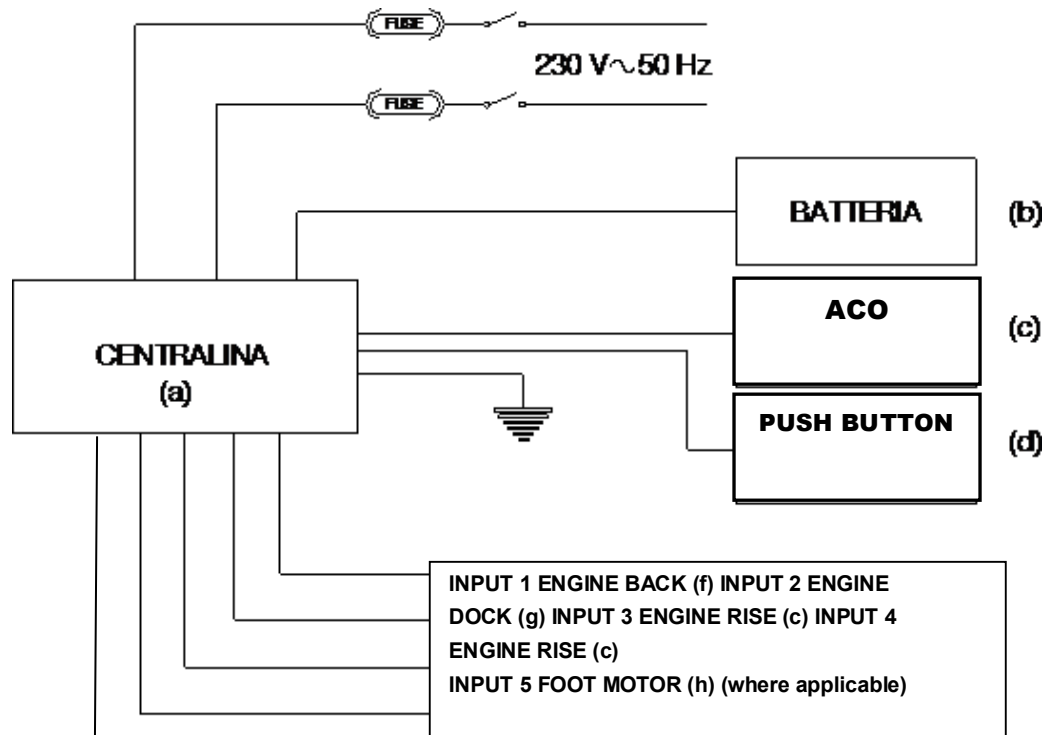 FUSE
230 V~50 Hz
FUSE
BATTERIA
(b)
ACO
(c)
CENTRALINA
(a)
PUSH BUTTON
(d)
INPUT 1 ENGINE BACK (f) INPUT 2 ENGINE
DOCK (g) INPUT 3 ENGINE RISE (c) INPUT 4
ENGINE RISE (c)
INPUT 5 FOOT MOTOR (h) (where applicable)